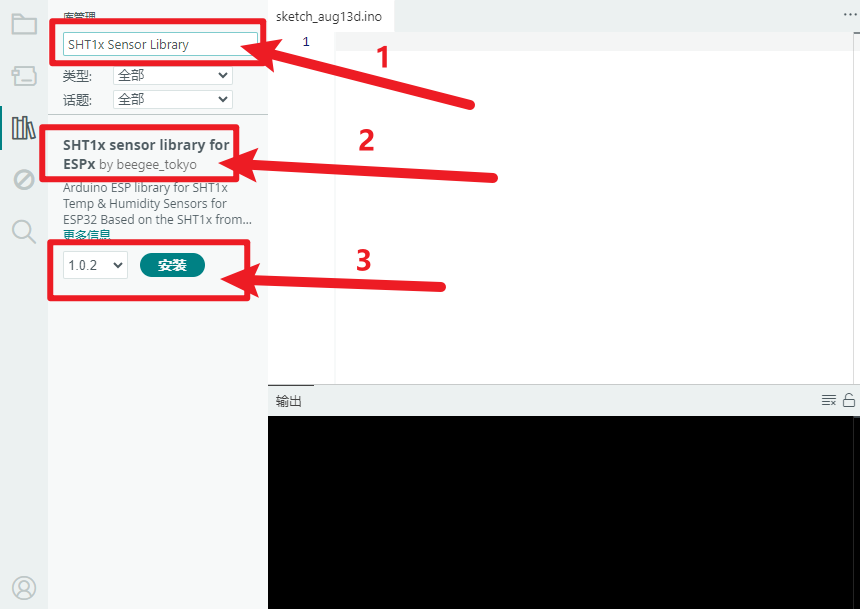 库管理
sketch_aug13d.ino
SHT1x Sensor Library
1
1
类型:
全部
话题:
全部
2
SHT1x sensor library for
ESPx by beegee_tokyo
Arduino ESP library for SHT1x
Temp & Humidity Sensors for
ESP32 Based on the SHT1x from...
更多信息
3
1.0.2
安装
输出